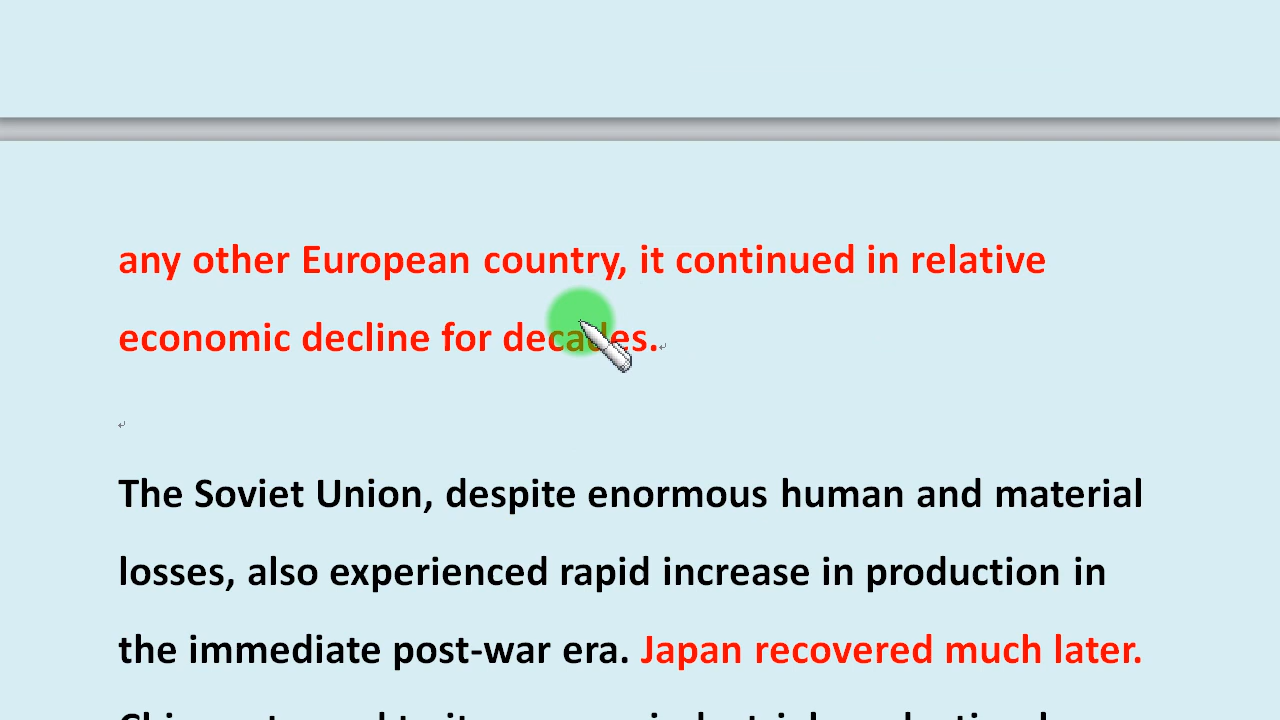 any other European country, it continued in relative
economic decline for decades.
The Soviet Union, despite enormous human and material
losses, also experienced rapid increase in production in
the immediate post-war era. Japan recovered much later.